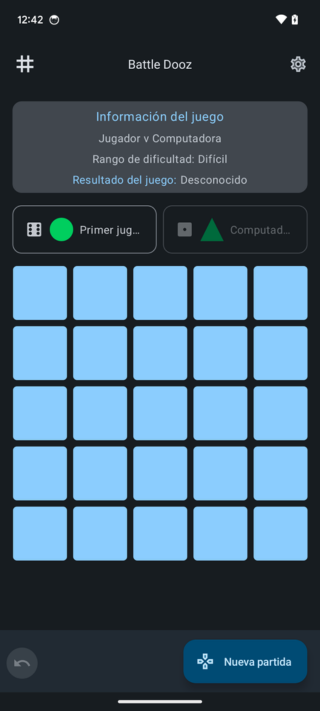 12:42
Battle Dooz
Información del juego
Jugador v Computadora
Rango de dificultad: Difícil
Resultado del juego: Desconocido
Primer jug...
Computad...
Nueva partida